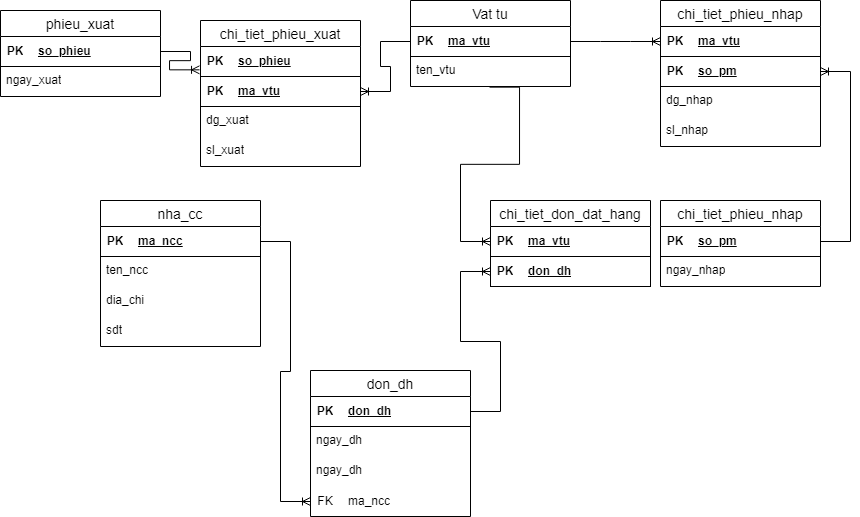 phieu_xuat
PK so_phieu
ngay_xuat
chi_tiet_phieu_xuat
PK so_phieu
PK ma_vtu
dg_xuat
sl_xuat
Vat tu
PK ma_vtu
ten_vtu
chi_tiet_phieu_nhap
PK ma_vtu
PK so_pm
dg_nhap
sl_nhap
nha_cc
PK ma_ncc
ten_ncc
dia_chi
sdt
chi_tiet_don_dat_hang
PK ma_vtu
PK don_dh
chi_tiet_phieu_nhap
PK so_pm
ngay_nhap
don_dh
PK don_dh
ngay_dh
ngay_dh
FK ma_ncc